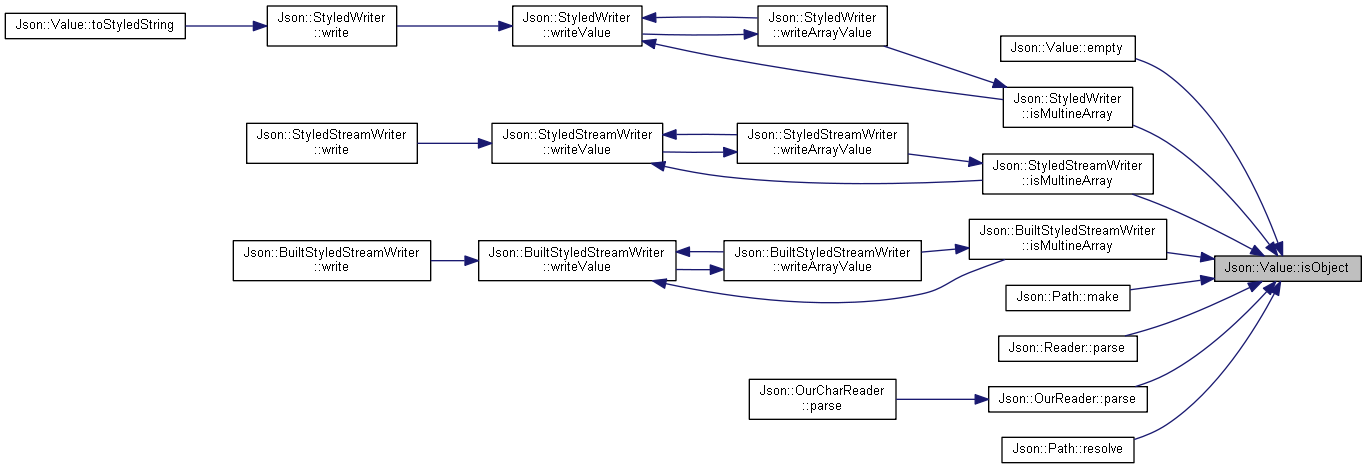 Json::Value::toStyledString
Json::StyledWriter
::write
Json::StyledWriter
::writeValue
Json::StyledWriter
::writeArrayValue
Json::Value::empty
Json::StyledWriter
::isMultineArray
Json::StyledStreamWriter
::write
Json::StyledStreamWriter
::writeValue
Json::StyledStreamWriter
::writeArrayValue
Json::StyledStreamWriter
::isMultineArray
Json::BuiltStyledStreamWriter
::write
Json::BuiltStyledStreamWriter
::writeValue
Json::BuiltStyledStreamWriter
::writeArrayValue
Json::BuiltStyledStreamWriter
::isMultineArray
Json::Value::isObject
Json::Path::make
Json::Reader::parse
Json::OurCharReader
::parse
Json::OurReader::parse
Json::Path::resolve